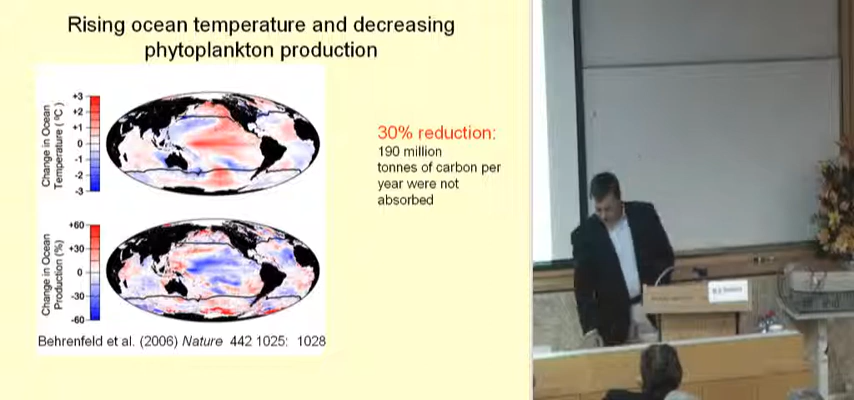 Rising ocean temperature and decreasing
phytoplankton production
Change in Ocean
Temperature (ºC)
+3
+2
+1
0
-1
-2
-3
30% reduction:
190 million
tonnes of carbon per
year were not
absorbed
Change in Ocean
Production (%)
+60
+30
0
-30
-60
Behrenfeld et al. (2006) Nature 442 1025: 1028